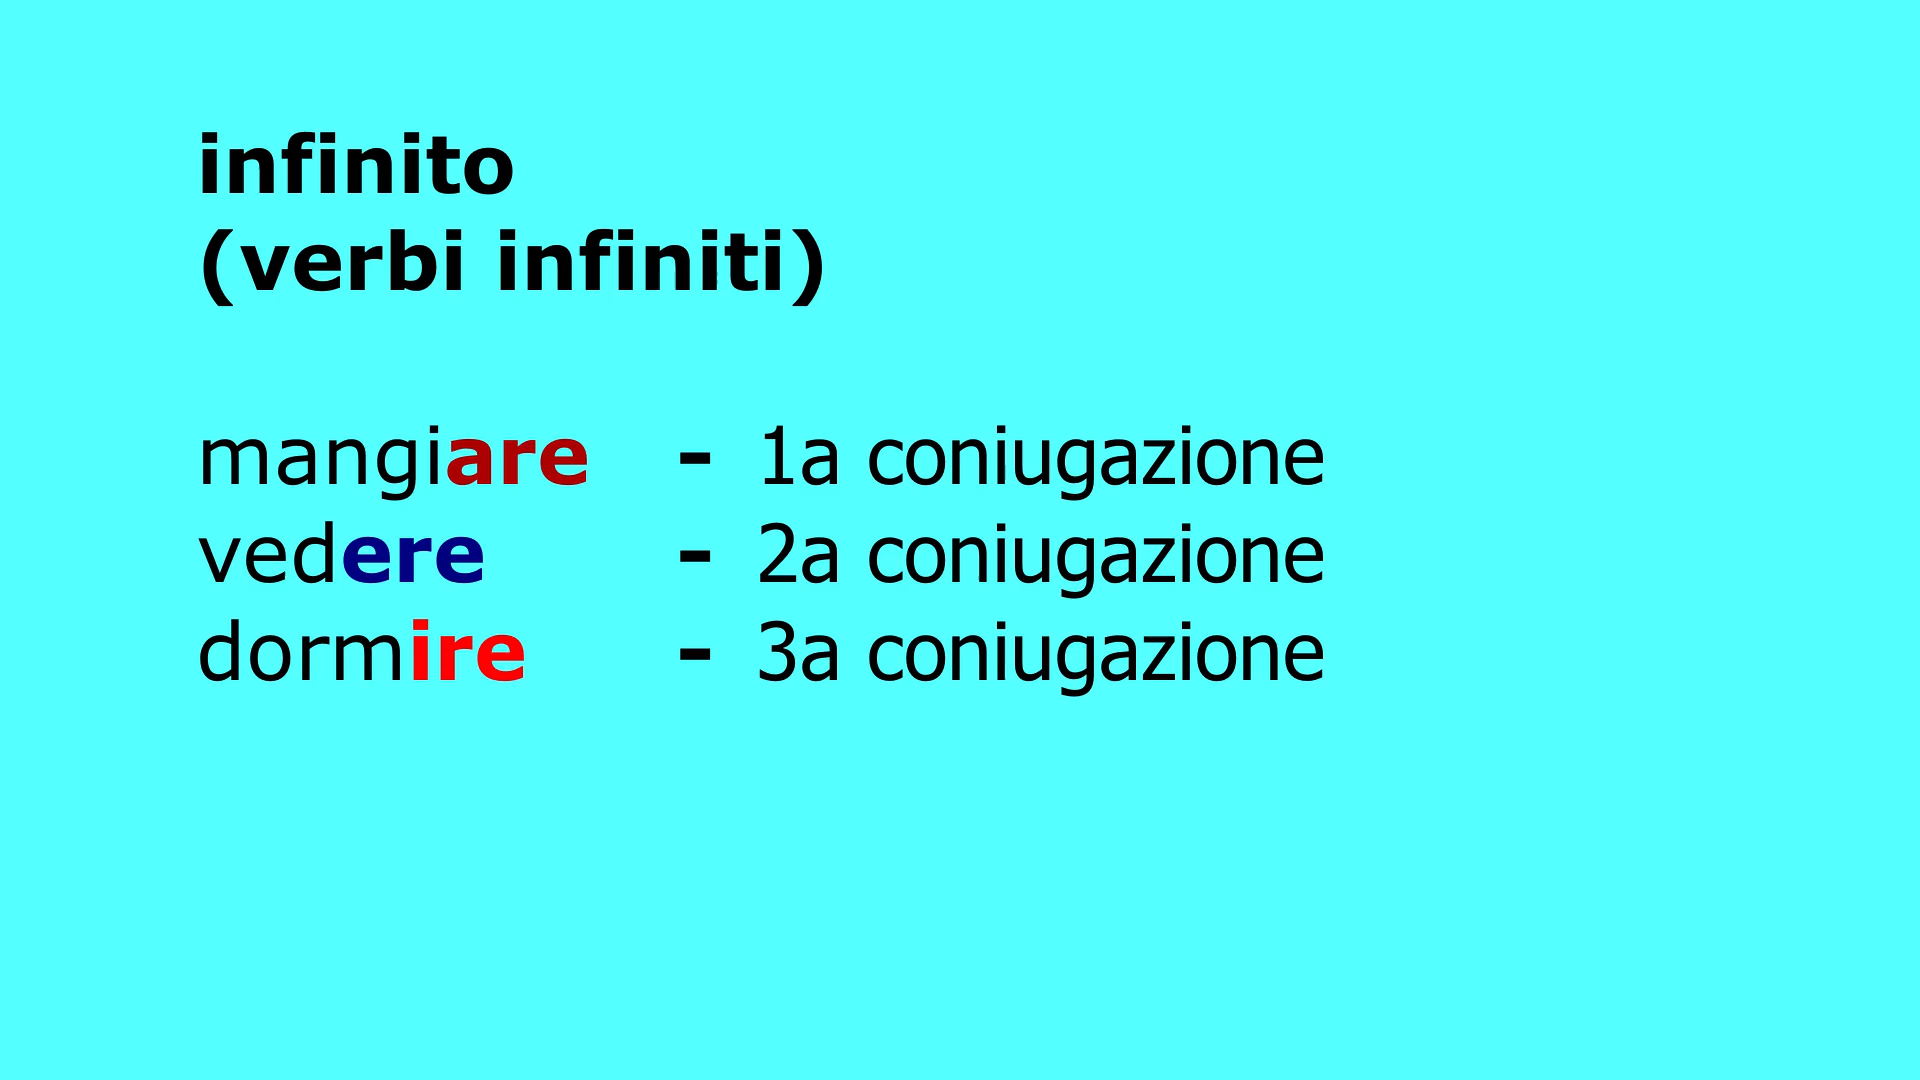 infinito
(verbi infiniti)
mangiare - 1a coniugazione
vedere - 2a coniugazione
dormire - 3a coniugazione